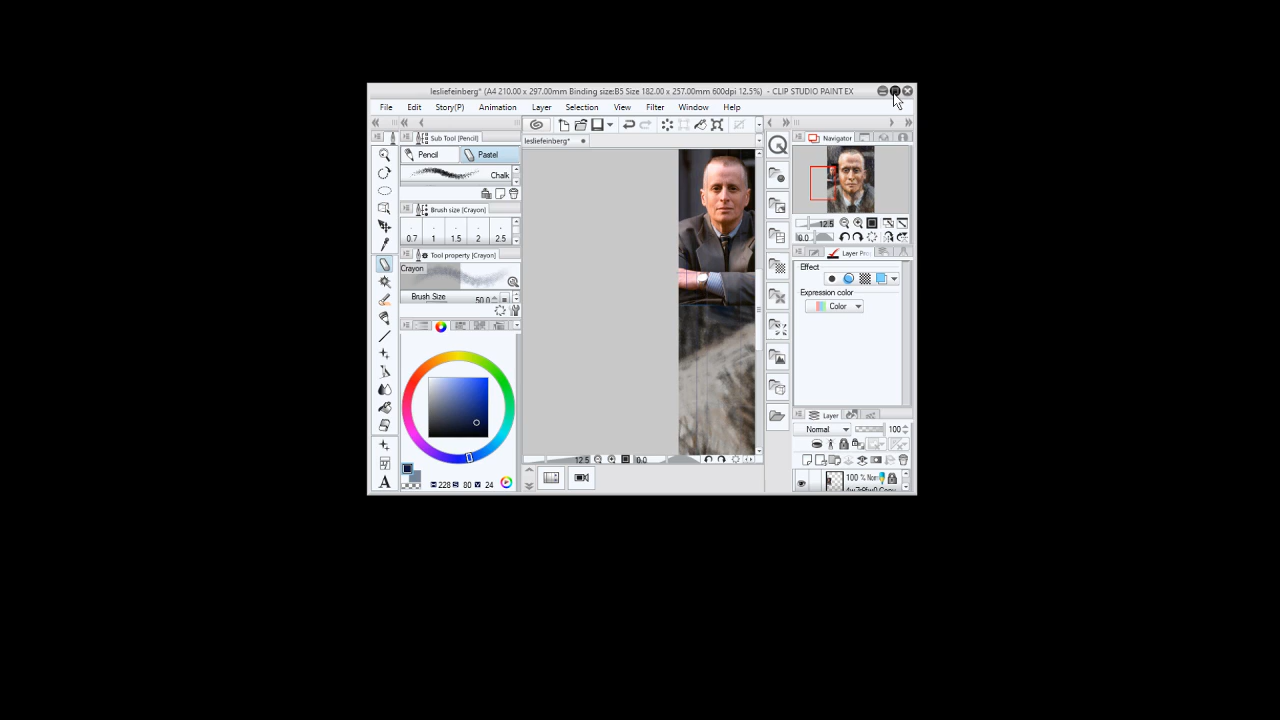 lesliefeinberg* (A4 210.00 x 297.00mm Binding size:B5 Size 182.00 x 257.00mm 600dpi 12.5%) - CLIP STUDIO PAINT EX
File Edit Story(P) Animation Layer Selection View Filter Window Help
Sub Tool [Pencil]
Navigator
lesliefeinberg*
Pencil Pastel
Chalk
Brush size [Crayon]
0.7 1 1.5 2 2.5
12.5
0.0
Tool property [Crayon]
Layer Pro
Crayon
Effect
Brush Size 50.0
Expression color
Color
Layer
Normal 100
12.5 0.0
100 % Norm
H 228 S 80 V 24
A